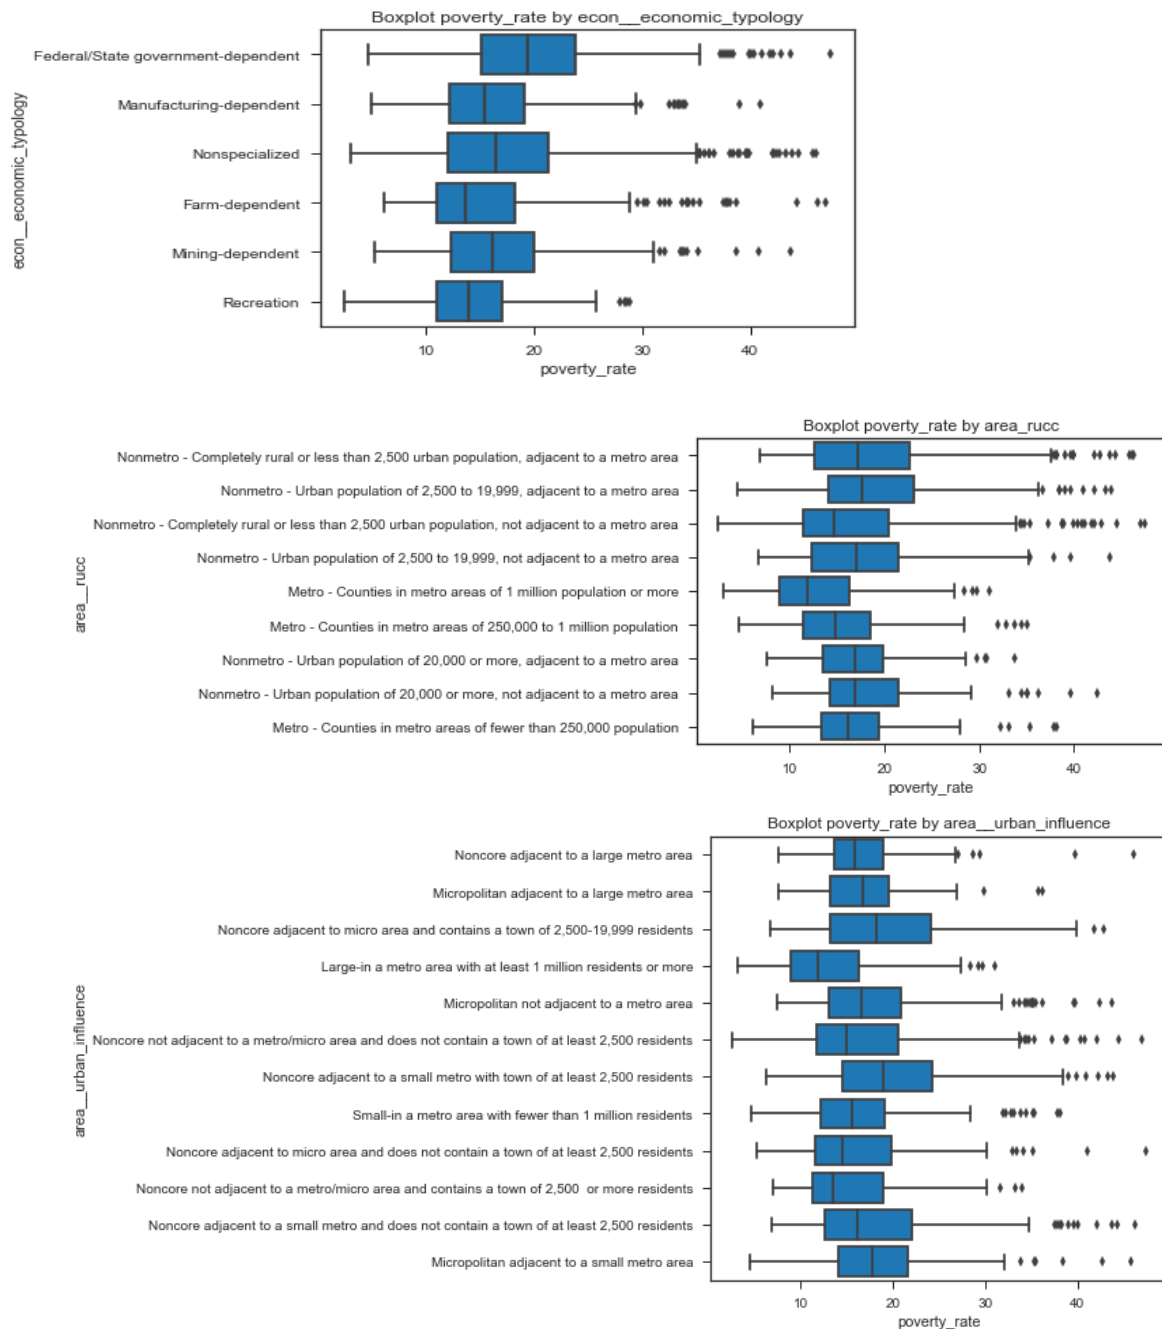 Boxplot poverty_rate by econ__economic_typology
econ__economic_typology
Federal/State government-dependent
Manufacturing-dependent
Nonspecialized
Farm-dependent
Mining-dependent
Recreation
10 20 30 40
poverty_rate
Boxplot poverty_rate by area_rucc
area__rucc
Nonmetro - Completely rural or less than 2,500 urban population, adjacent to a metro area
Nonmetro - Urban population of 2,500 to 19,999, adjacent to a metro area
Nonmetro - Completely rural or less than 2,500 urban population, not adjacent to a metro area
Nonmetro - Urban population of 2,500 to 19,999, not adjacent to a metro area
Metro - Counties in metro areas of 1 million population or more
Metro - Counties in metro areas of 250,000 to 1 million population
Nonmetro - Urban population of 20,000 or more, adjacent to a metro area
Nonmetro - Urban population of 20,000 or more, not adjacent to a metro area
Metro - Counties in metro areas of fewer than 250,000 population
10 20 30 40
poverty_rate
Boxplot poverty_rate by area__urban_influence
area__urban_influence
Noncore adjacent to a large metro area
Micropolitan adjacent to a large metro area
Noncore adjacent to micro area and contains a town of 2,500-19,999 residents
Large-in a metro area with at least 1 million residents or more
Micropolitan not adjacent to a metro area
Noncore not adjacent to a metro/micro area and does not contain a town of at least 2,500 residents
Noncore adjacent to a small metro with town of at least 2,500 residents
Small-in a metro area with fewer than 1 million residents
Noncore adjacent to micro area and does not contain a town of at least 2,500 residents
Noncore not adjacent to a metro/micro area and contains a town of 2,500  or more residents
Noncore adjacent to a small metro and does not contain a town of at least 2,500 residents
Micropolitan adjacent to a small metro area
10 20 30 40
poverty_rate